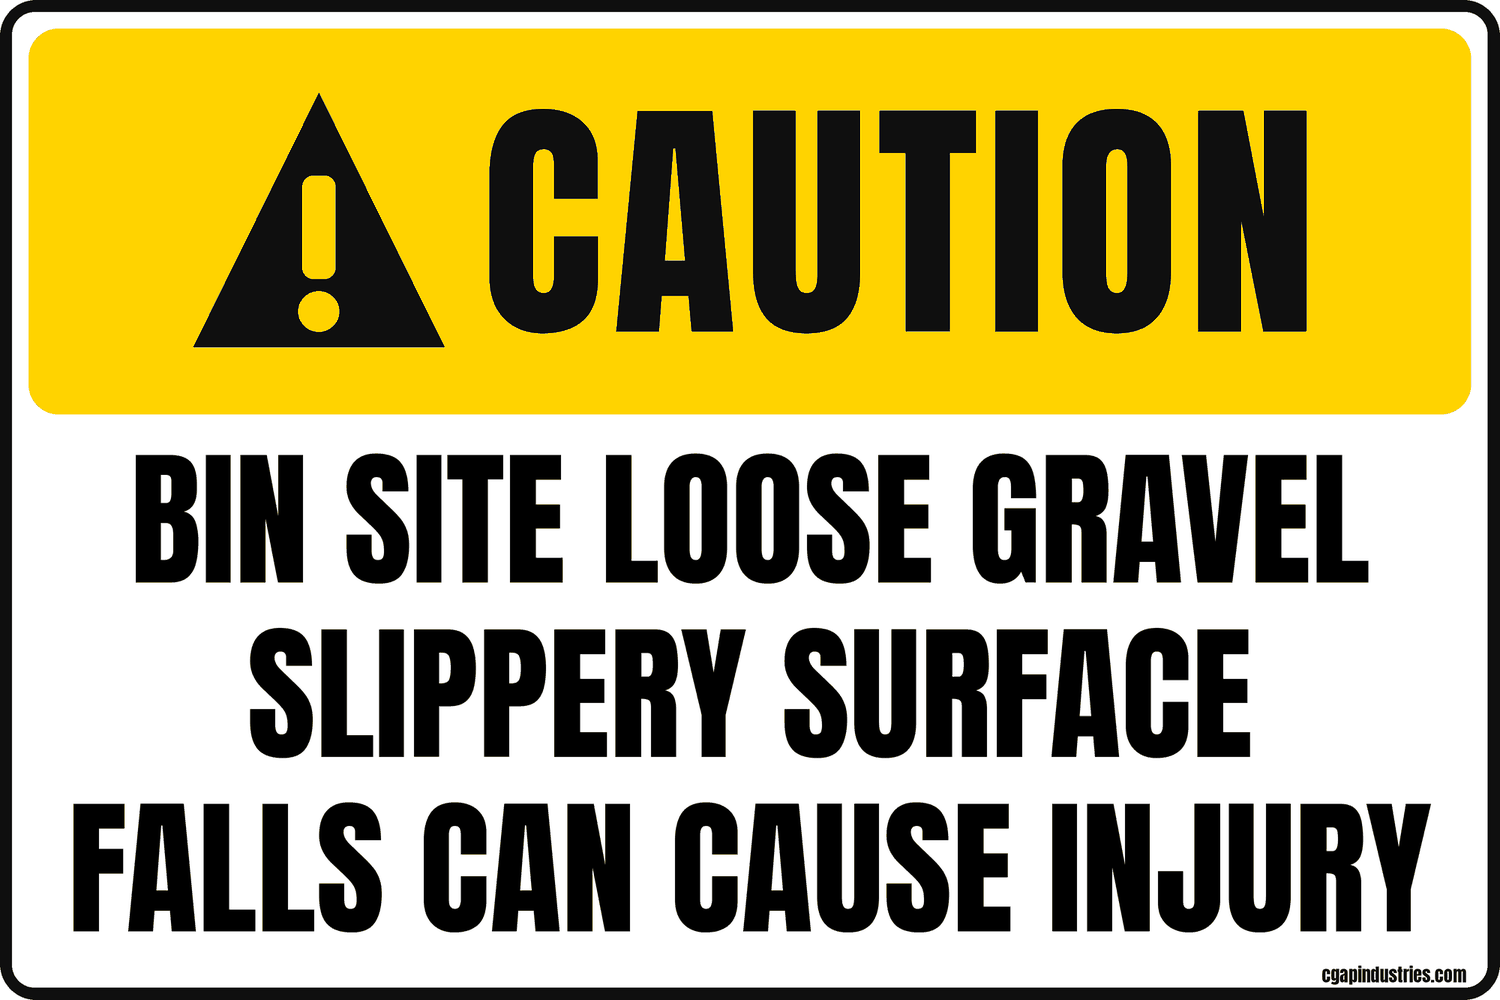 CAUTION
BIN SITE LOOSE GRAVEL
SLIPPERY SURFACE
FALLS CAN CAUSE INJURY
cgapindustries.com